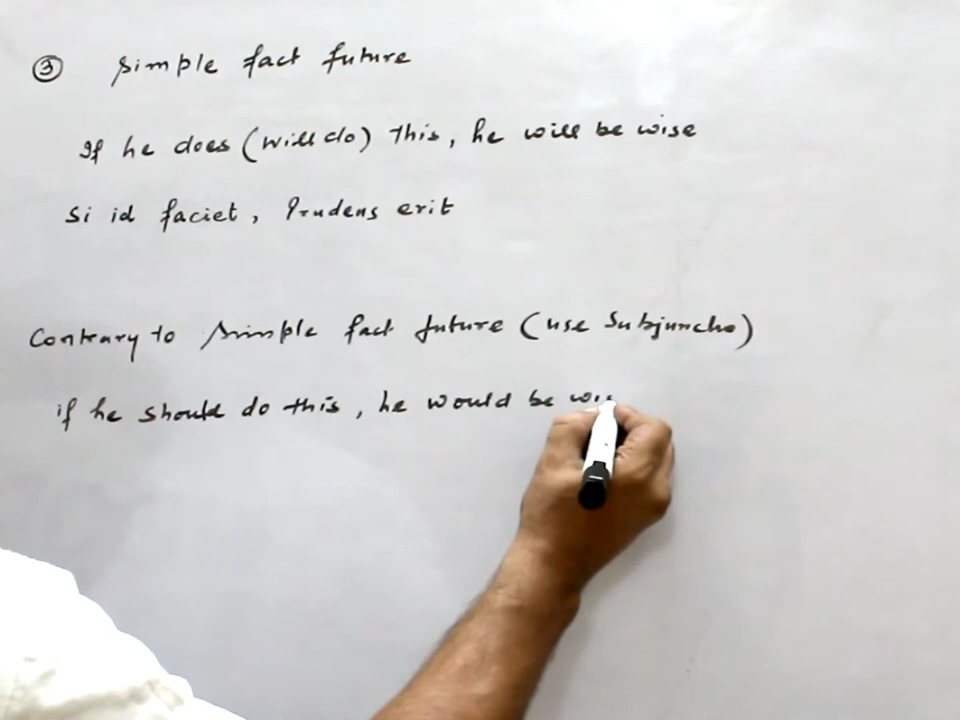 ③ Simple fact future
If he does (will do) this, he will be wise
Si id faciet, Prudens erit
Contrary to Simple fact future (use Subjunctive)
if he should do this, he would be